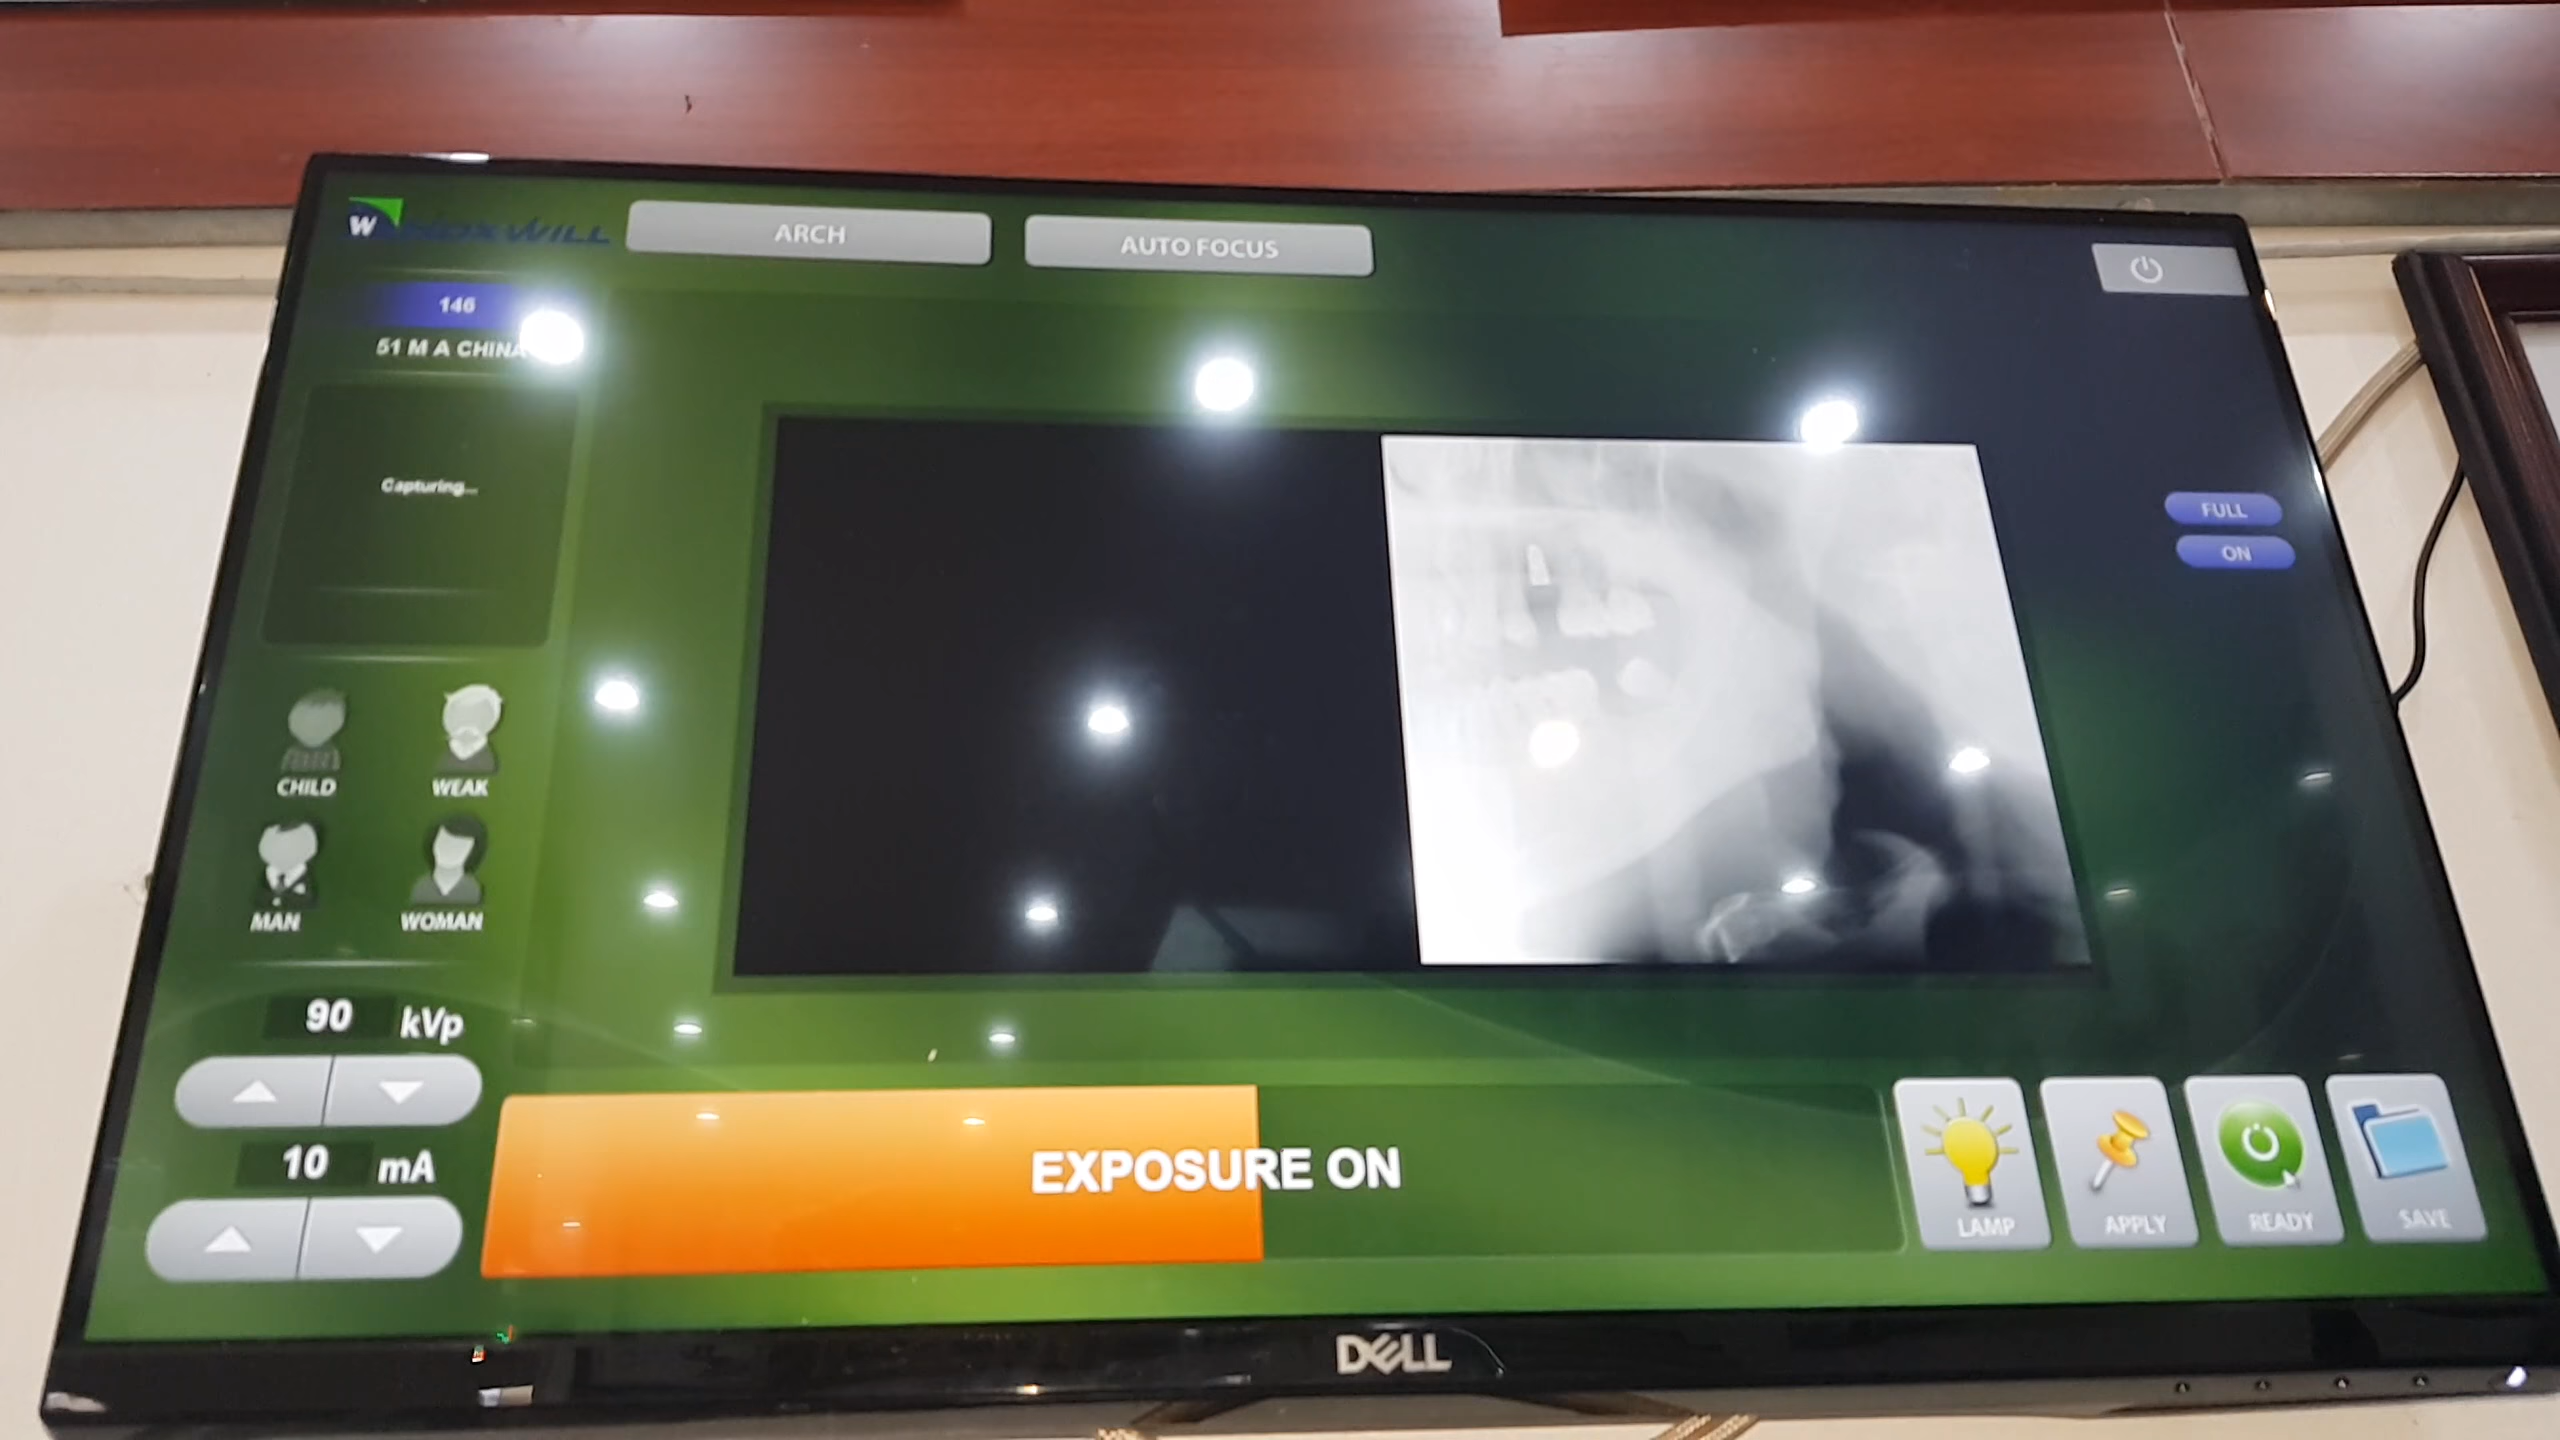 W
WILL
ARCH
AUTO FOCUS
146
51 M A CHINA
Capturing...
FULL
ON
CHILD
WEAK
MAN
WOMAN
90 kVp
10 mA
EXPOSURE ON
LAMP
APPLY
READY
SAVE
DELL